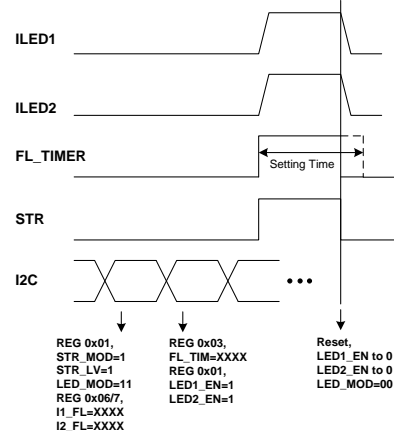 ILED1
ILED2
FL_TIMER
Setting Time
STR
I2C
REG 0x01,
STR_MOD=1
STR_LV=1
LED_MOD=11
REG 0x06/7,
I1_FL=XXXX
I2_FL=XXXX
REG 0x03,
FL_TIM=XXXX
REG 0x01,
LED1_EN=1
LED2_EN=1
Reset,
LED1_EN to 0
LED2_EN to 0
LED_MOD=00